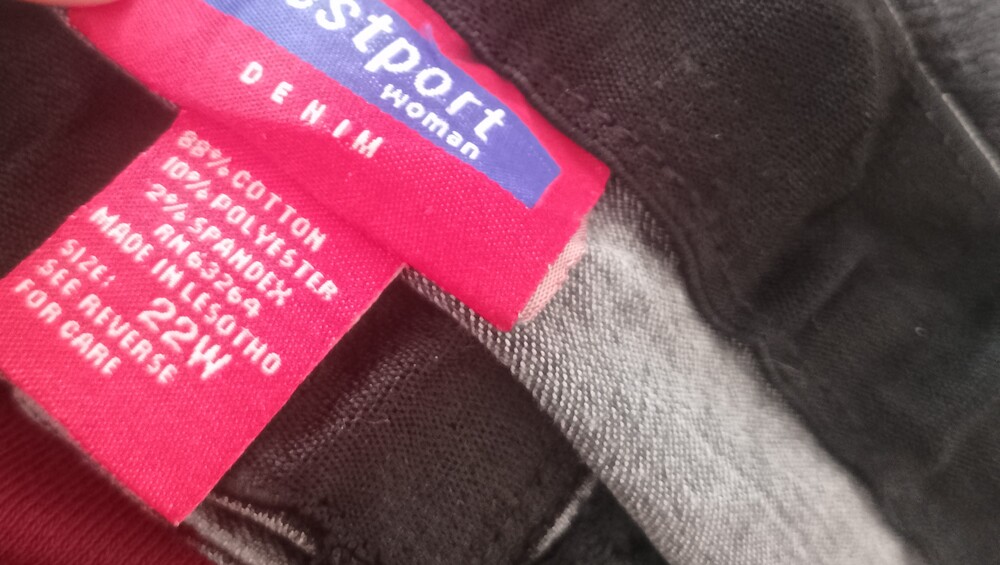 stport
woman
DENIM
88% COTTON
10% POLYESTER
2% SPANDEX
RN 63264
MADE IN LESOTHO
SIZE: 22W
SEE REVERSE
FOR CARE